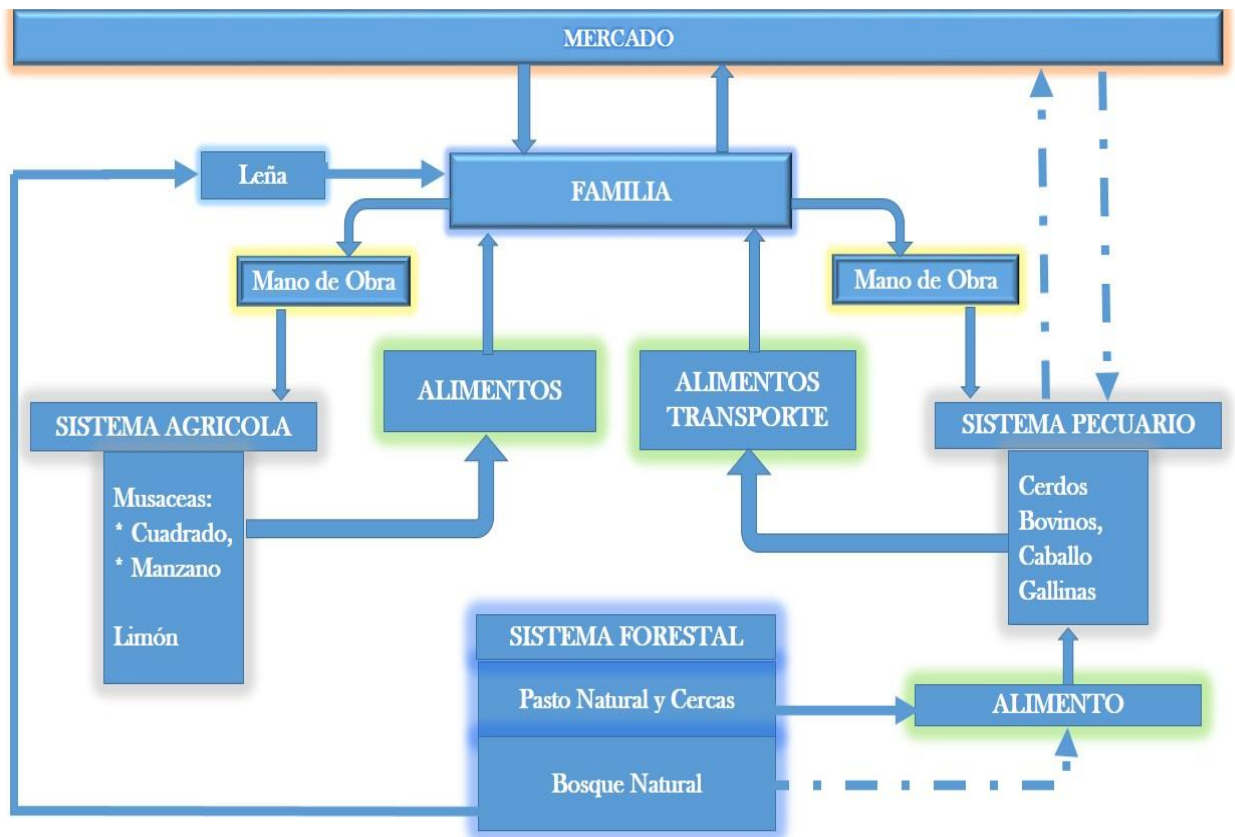 MERCADO
Leña
FAMILIA
Mano de Obra
Mano de Obra
ALIMENTOS
ALIMENTOS
TRANSPORTE
SISTEMA AGRICOLA
SISTEMA PECUARIO
Musaceas:
* Cuadrado,
* Manzano
Limón
Cerdos
Bovinos,
Caballo
Gallinas
SISTEMA FORESTAL
Pasto Natural y Cercas
ALIMENTO
Bosque Natural